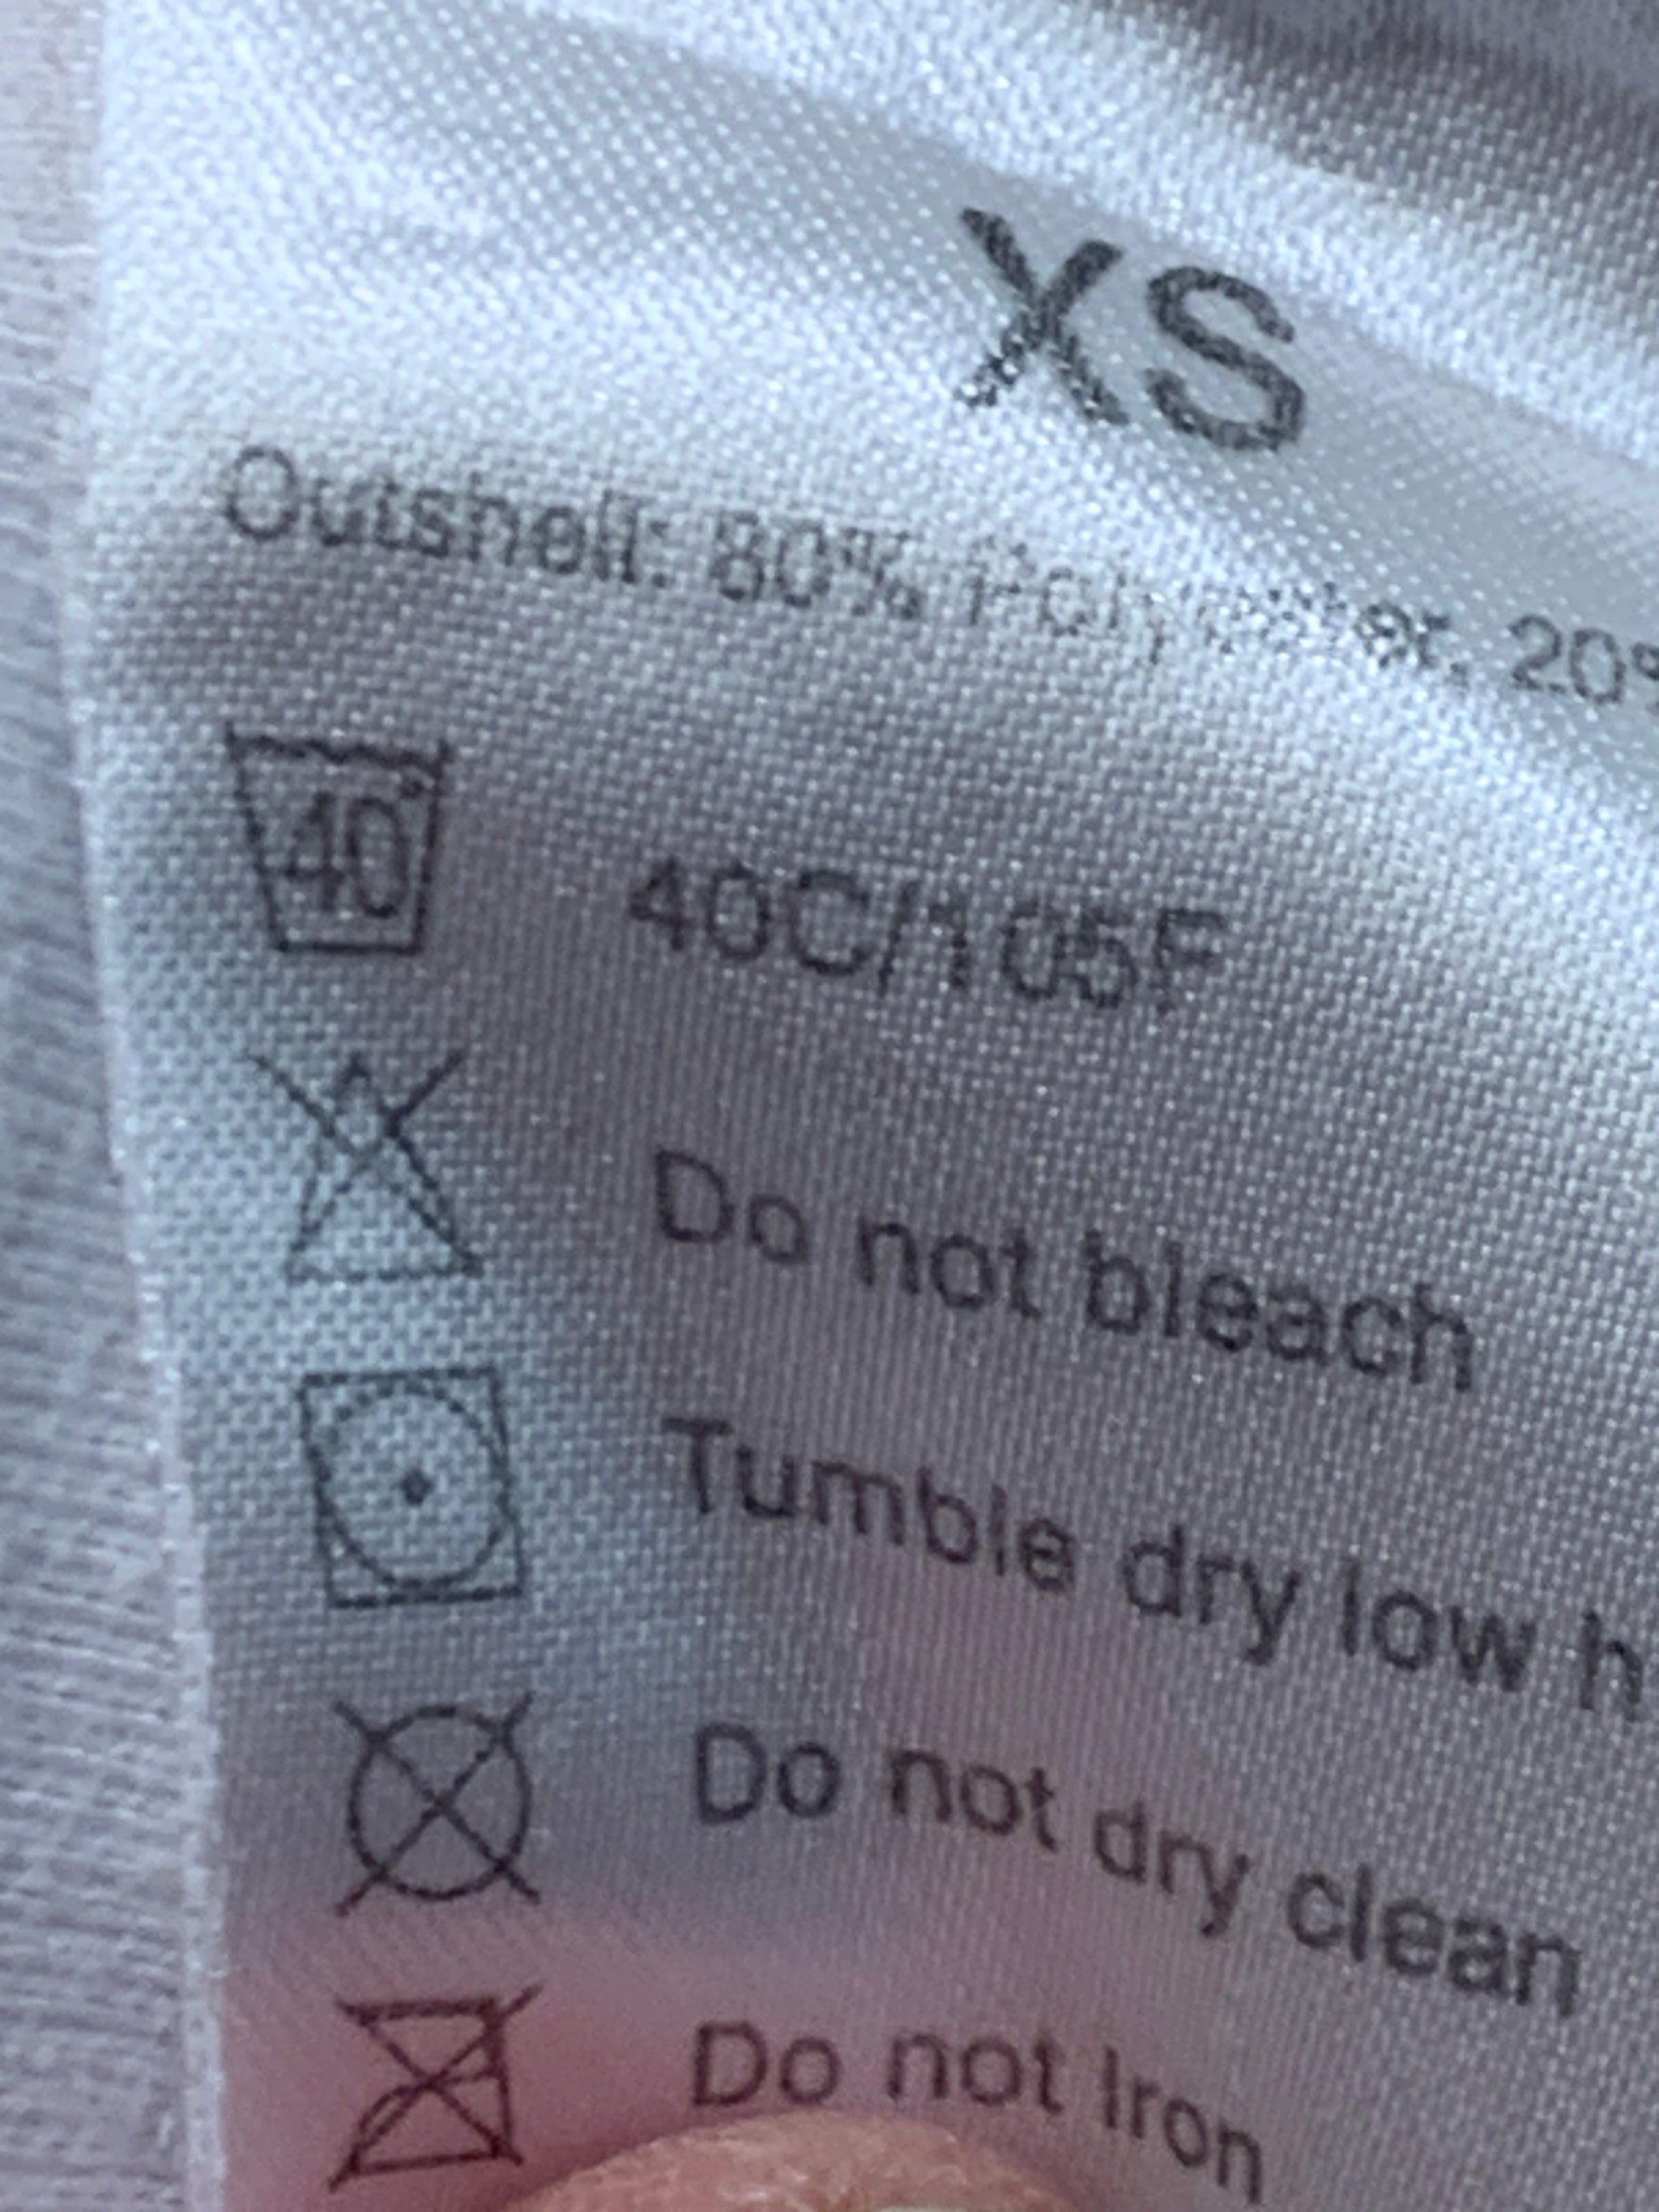 XS
Outshell: 80% Polyester, 20%
40°
40C/105F
Do not bleach
Tumble dry low h
Do not dry clean
Do not Iron